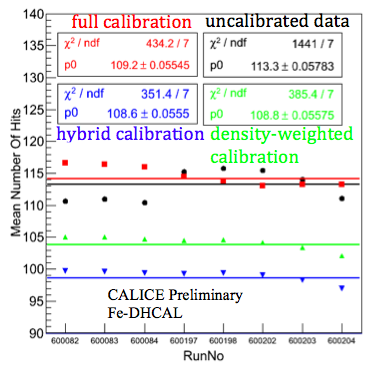 full calibration uncalibrated data
χ² / ndf 434.2 / 7
p0 109.2 ± 0.05545
χ² / ndf 1441 / 7
p0 113.3 ± 0.05783
χ² / ndf 351.4 / 7
p0 108.6 ± 0.0555
χ² / ndf 385.4 / 7
p0 108.8 ± 0.05575
hybrid calibration density-weighted
calibration
Mean Number Of Hits
140
135
130
125
120
115
110
105
100
95
90
CALICE Preliminary
Fe-DHCAL
600082 600083 600084 600197 600198 600202 600203 600204
RunNo